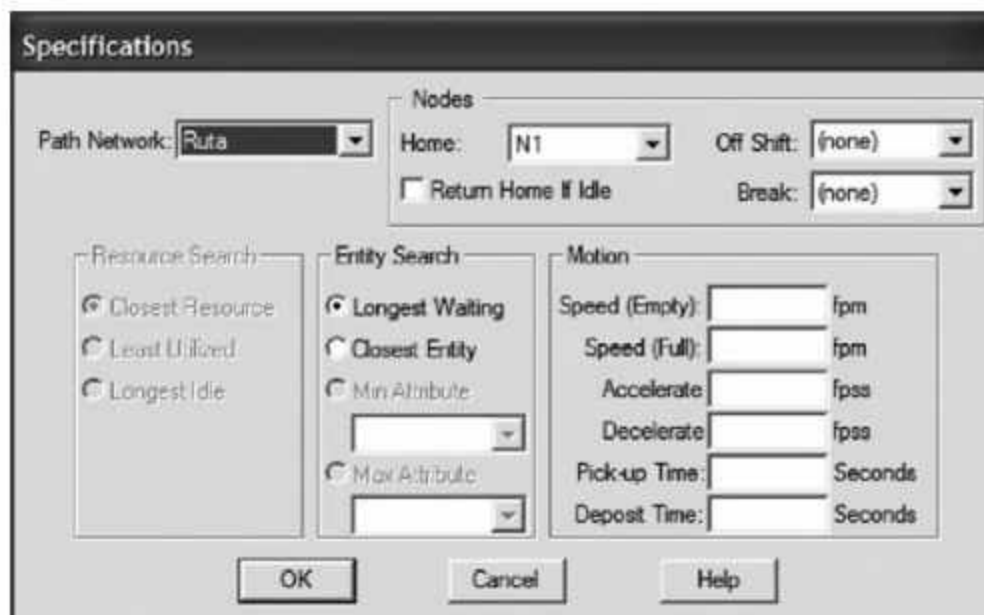 Specifications
Path Network: Ruta
Nodes
Home: N1
Off Shift: (none)
Return Home If Idle
Break: (none)
Resource Search
Closest Resource
Least Utilized
Longest Idle
Entity Search
Longest Waiting
Closest Entity
Min Attribute
Max Attribute
Motion
Speed (Empty): fpm
Speed (Full): fpm
Accelerate fpss
Decelerate fpss
Pick-up Time: Seconds
Depost Time: Seconds
OK
Cancel
Help